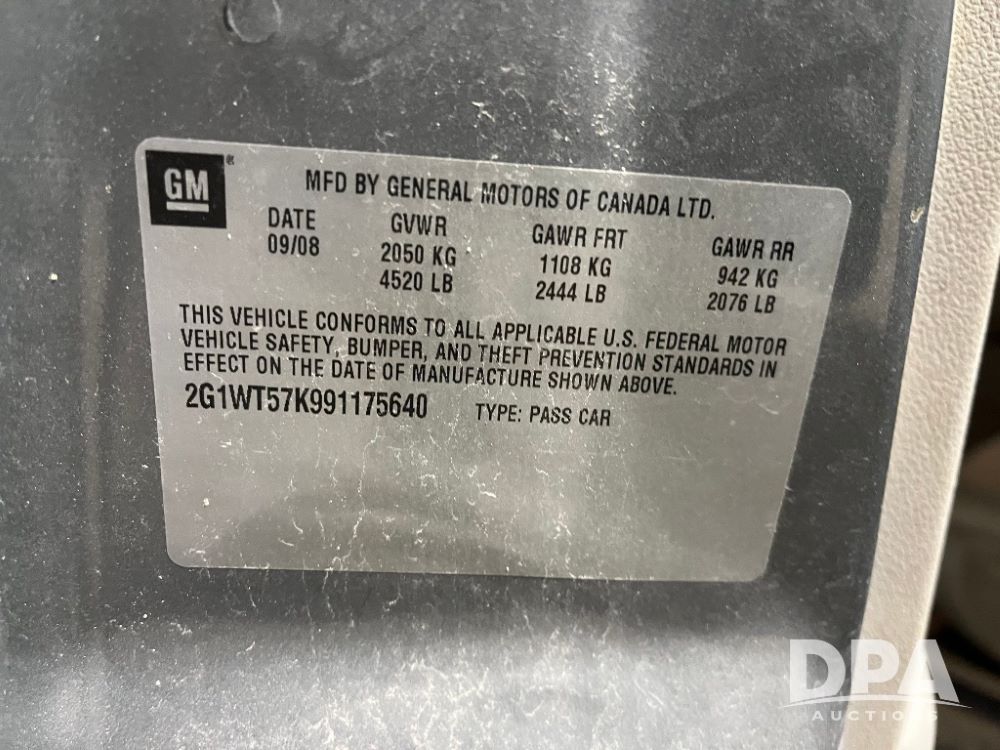 GM®
MFD BY GENERAL MOTORS OF CANADA LTD.
DATE GVWR GAWR FRT GAWR RR
09/08 2050 KG 1108 KG 942 KG
4520 LB 2444 LB 2076 LB
THIS VEHICLE CONFORMS TO ALL APPLICABLE U.S. FEDERAL MOTOR
VEHICLE SAFETY, BUMPER, AND THEFT PREVENTION STANDARDS IN
EFFECT ON THE DATE OF MANUFACTURE SHOWN ABOVE.
2G1WT57K991175640 TYPE: PASS CAR
DPA
AUCTIONS